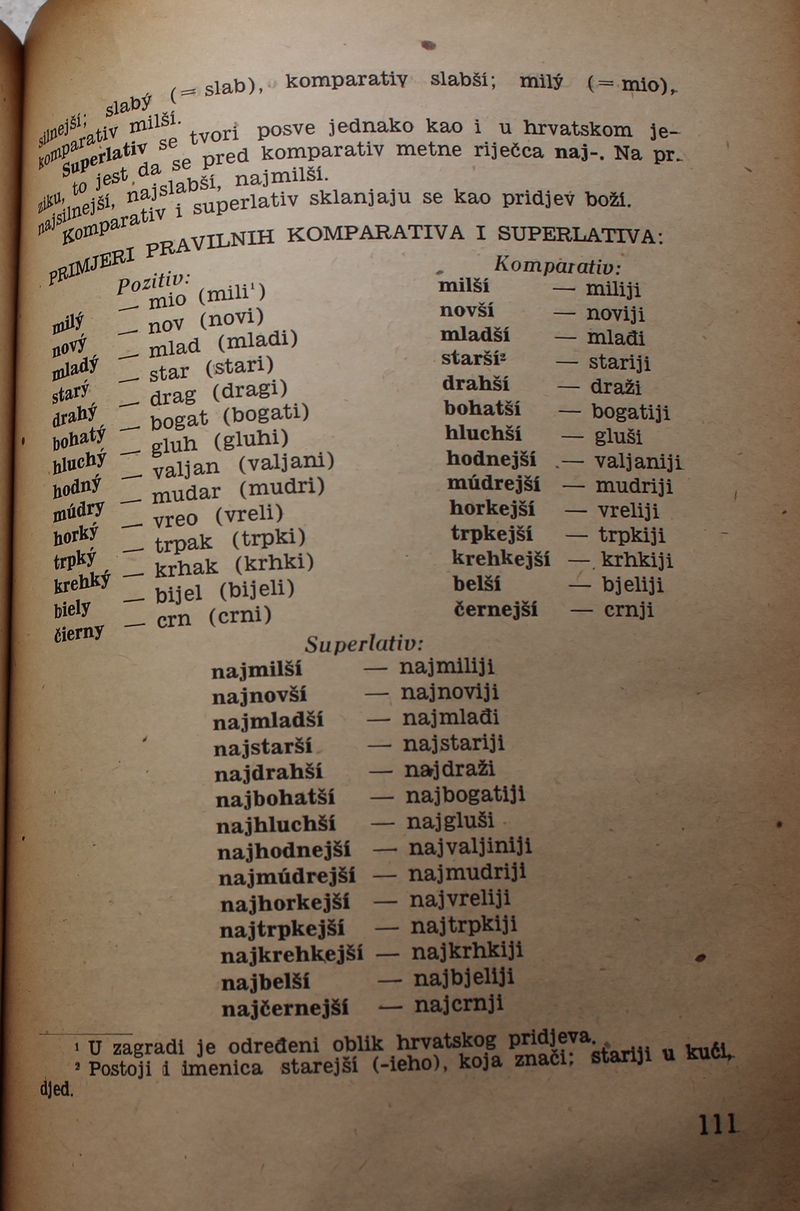 silnejší; slabý (= slab), komparativ slabší; milý (= mio),
komparativ milší.
Superlativ se tvori posve jednako kao i u hrvatskom je-
ziku, to jest da se pred komparativ metne riječca naj-. Na pr.
najsilnejší, najslabší, najmilší.
Komparativ i superlativ sklanjaju se kao pridjev boží.
PRIMJERI PRAVILNIH KOMPARATIVA I SUPERLATIVA:
Pozitiv: Komparativ:
milý — mio (mili¹) milší — miliji
nový — nov (novi) novší — noviji
mladý — mlad (mladi) mladší — mlađi
starý — star (stari) starší² — stariji
drahý — drag (dragi) drahší — draži
bohatý — bogat (bogati) bohatší — bogatiji
hluchý — gluh (gluhi) hluchší — gluši
hodný — valjan (valjani) hodnejší — valjaniji
múdry — mudar (mudri) múdrejší — mudriji
horký — vreo (vreli) horkejší — vreliji
trpký — trpak (trpki) trpkejší — trpkiji
krehký — krhak (krhki) krehkejší — krhkiji
biely — bijel (bijeli) belší — bjeliji
čierny — crn (crni) černejší — crnji
Superlativ:
najmilší — najmiliji
najnovší — najnoviji
najmladší — najmlađi
najstarší — najstariji
najdrahší — najdraži
najbohatší — najbogatiji
najhluchší — najgluši
najhodnejší — najvaljiniji
najmúdrejší — najmudriji
najhorkejší — najvreliji
najtrpkejší — najtrpkiji
najkrehkejší — najkrhkiji
najbelší — najbjeliji
najčernejší — najcrnji
¹ U zagradi je određeni oblik hrvatskog pridjeva.
² Postoji i imenica starejší (-ieho), koja znači: stariji u kući,
djed.
111